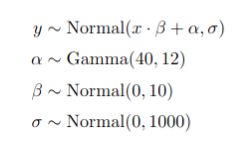 y ∼ Normal(x · β + α, σ)
α ∼ Gamma(40, 12)
β ∼ Normal(0, 10)
σ ∼ Normal(0, 1000)